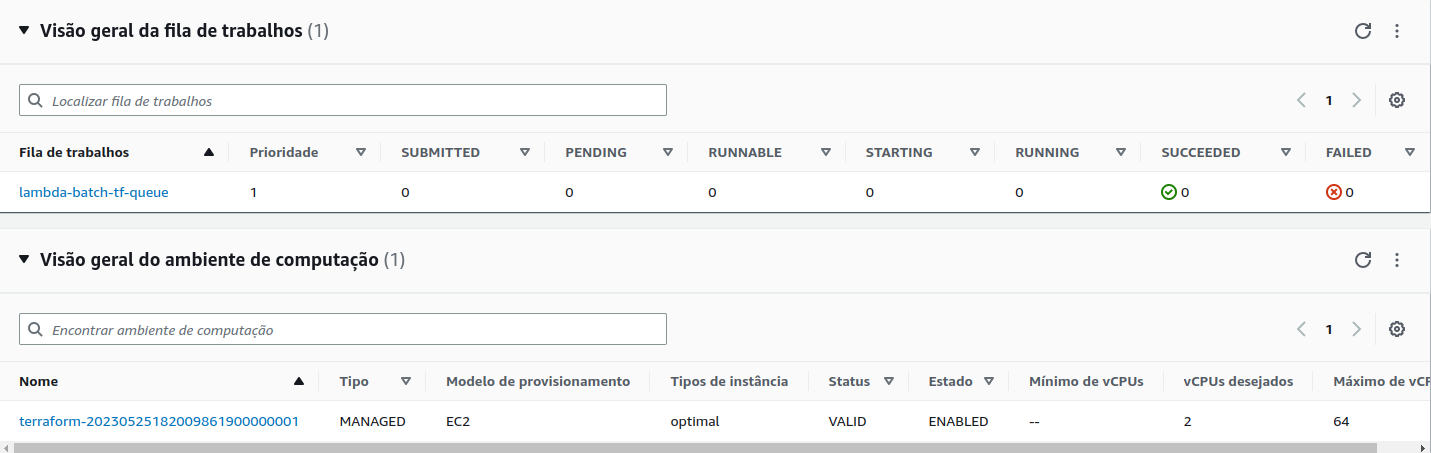 Visão geral da fila de trabalhos (1)
Localizar fila de trabalhos
1
Fila de trabalhos Prioridade SUBMITTED PENDING RUNNABLE STARTING RUNNING SUCCEEDED FAILED
lambda-batch-tf-queue 1 0 0 0 0 0 0 0
Visão geral do ambiente de computação (1)
Encontrar ambiente de computação
1
Nome Tipo Modelo de provisionamento Tipos de instância Status Estado Mínimo de vCPUs vCPUs desejados Máximo de vCP
terraform-20230525182009861900000001 MANAGED EC2 optimal VALID ENABLED -- 2 64